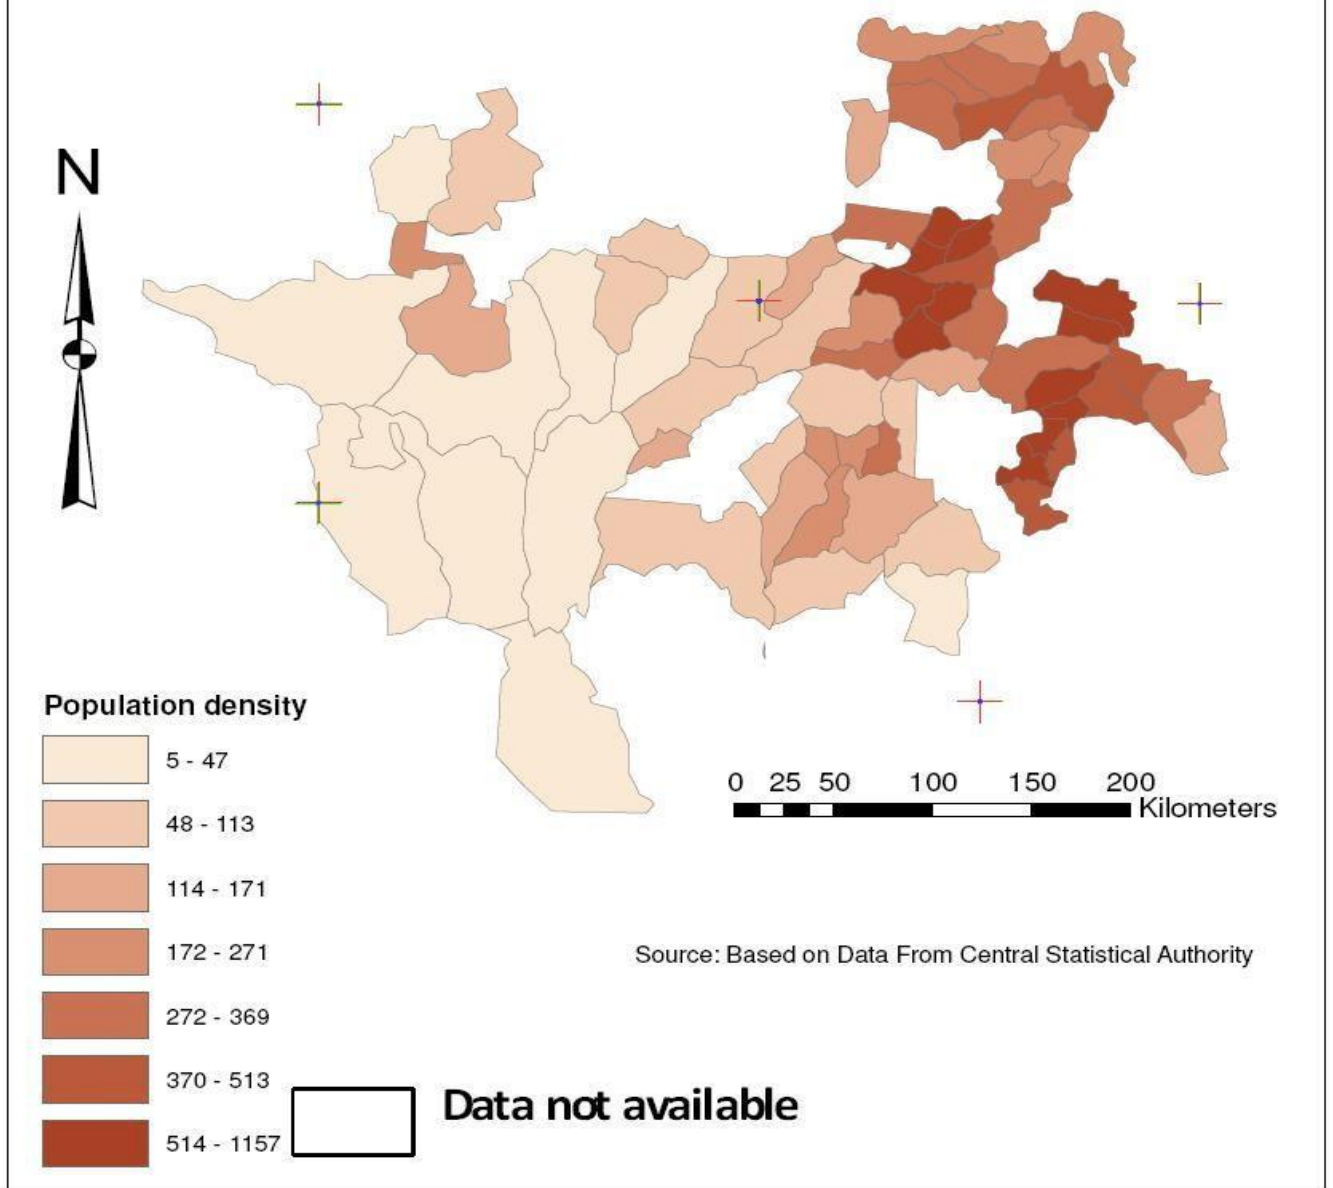 N
Population density
5 - 47
48 - 113
114 - 171
172 - 271
272 - 369
370 - 513
514 - 1157
Data not available
0 25 50 100 150 200
Kilometers
Source: Based on Data From Central Statistical Authority